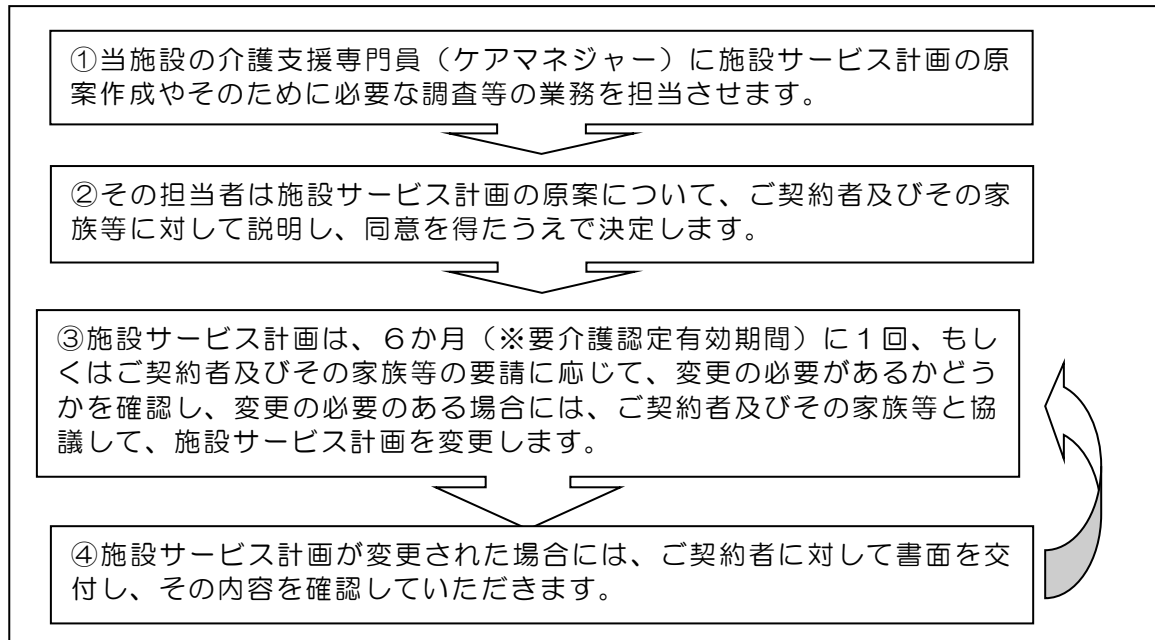 ①当施設の介護支援専門員（ケアマネジャー）に施設サービス計画の原
案作成やそのために必要な調査等の業務を担当させます。
②その担当者は施設サービス計画の原案について、ご契約者及びその家
族等に対して説明し、同意を得たうえで決定します。
③施設サービス計画は、６か月（※要介護認定有効期間）に１回、もし
くはご契約者及びその家族等の要請に応じて、変更の必要があるかどう
かを確認し、変更の必要のある場合には、ご契約者及びその家族等と協
議して、施設サービス計画を変更します。
④施設サービス計画が変更された場合には、ご契約者に対して書面を交
付し、その内容を確認していただきます。